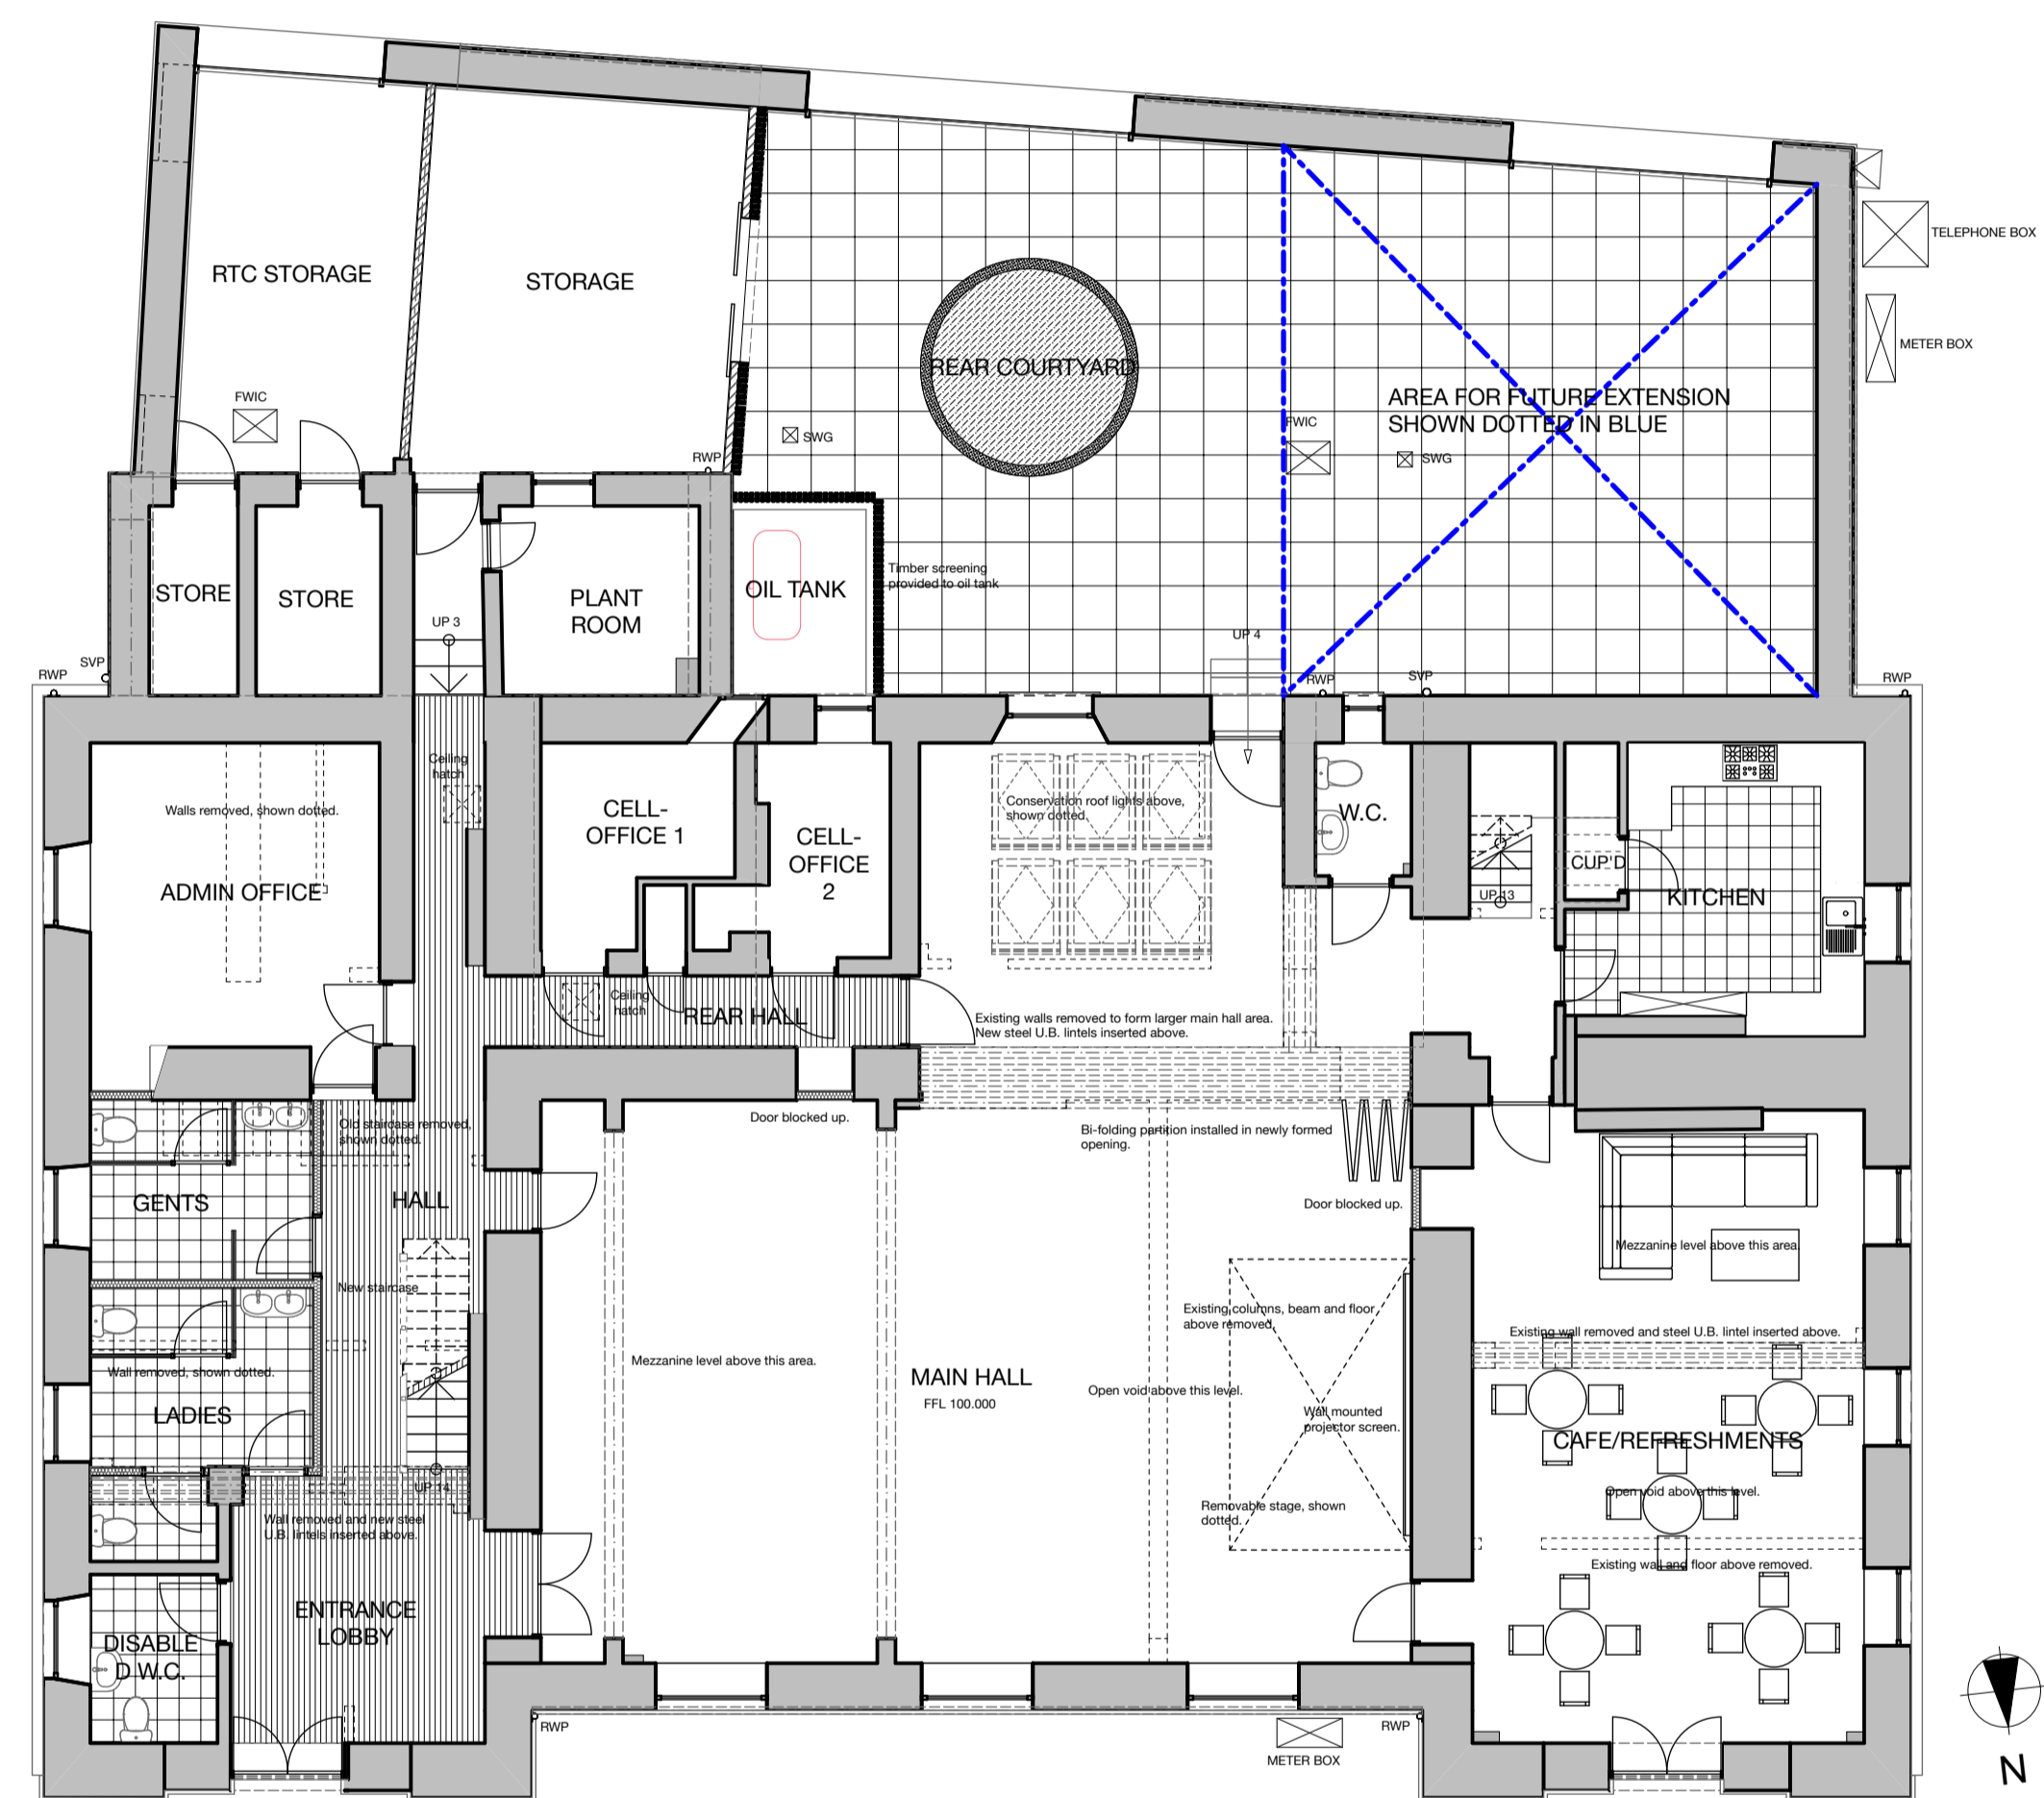 TELEPHONE BOX
RTC STORAGE
STORAGE
METER BOX
REAR COURTYARD
FWIC
AREA FOR FUTURE EXTENSION
SHOWN DOTTED IN BLUE
FWIC
SWG
RWP
SWG
STORE
STORE
PLANT
ROOM
OIL TANK
Timber screening
provided to oil tank
UP 3
UP 4
RWP
SVP
RWP
SVP
RWP
Ceiling
hatch
Walls removed, shown dotted.
ADMIN OFFICE
CELL-
OFFICE 1
CELL-
OFFICE
2
Conservation roof lights above,
shown dotted.
W.C.
UP 13
CUP'D
KITCHEN
Ceiling
hatch
REAR HALL
Existing walls removed to form larger main hall area.
New steel U.B. lintels inserted above.
Old staircase removed,
shown dotted.
Door blocked up.
Bi-folding partition installed in newly formed
opening.
GENTS
HALL
Door blocked up.
Mezzanine level above this area.
New staircase
Existing columns, beam and floor
above removed.
Existing wall removed and steel U.B. lintel inserted above.
Wall removed, shown dotted.
Mezzanine level above this area.
MAIN HALL
FFL 100.000
Open void above this level.
LADIES
Wall mounted
projector screen.
CAFE/REFRESHMENTS
UP 14
Open void above this level.
Wall removed and new steel
U.B. lintels inserted above.
Removable stage, shown
dotted.
Existing wall and floor above removed.
ENTRANCE
LOBBY
DISABLE
D W.C.
RWP
RWP
METER BOX
N